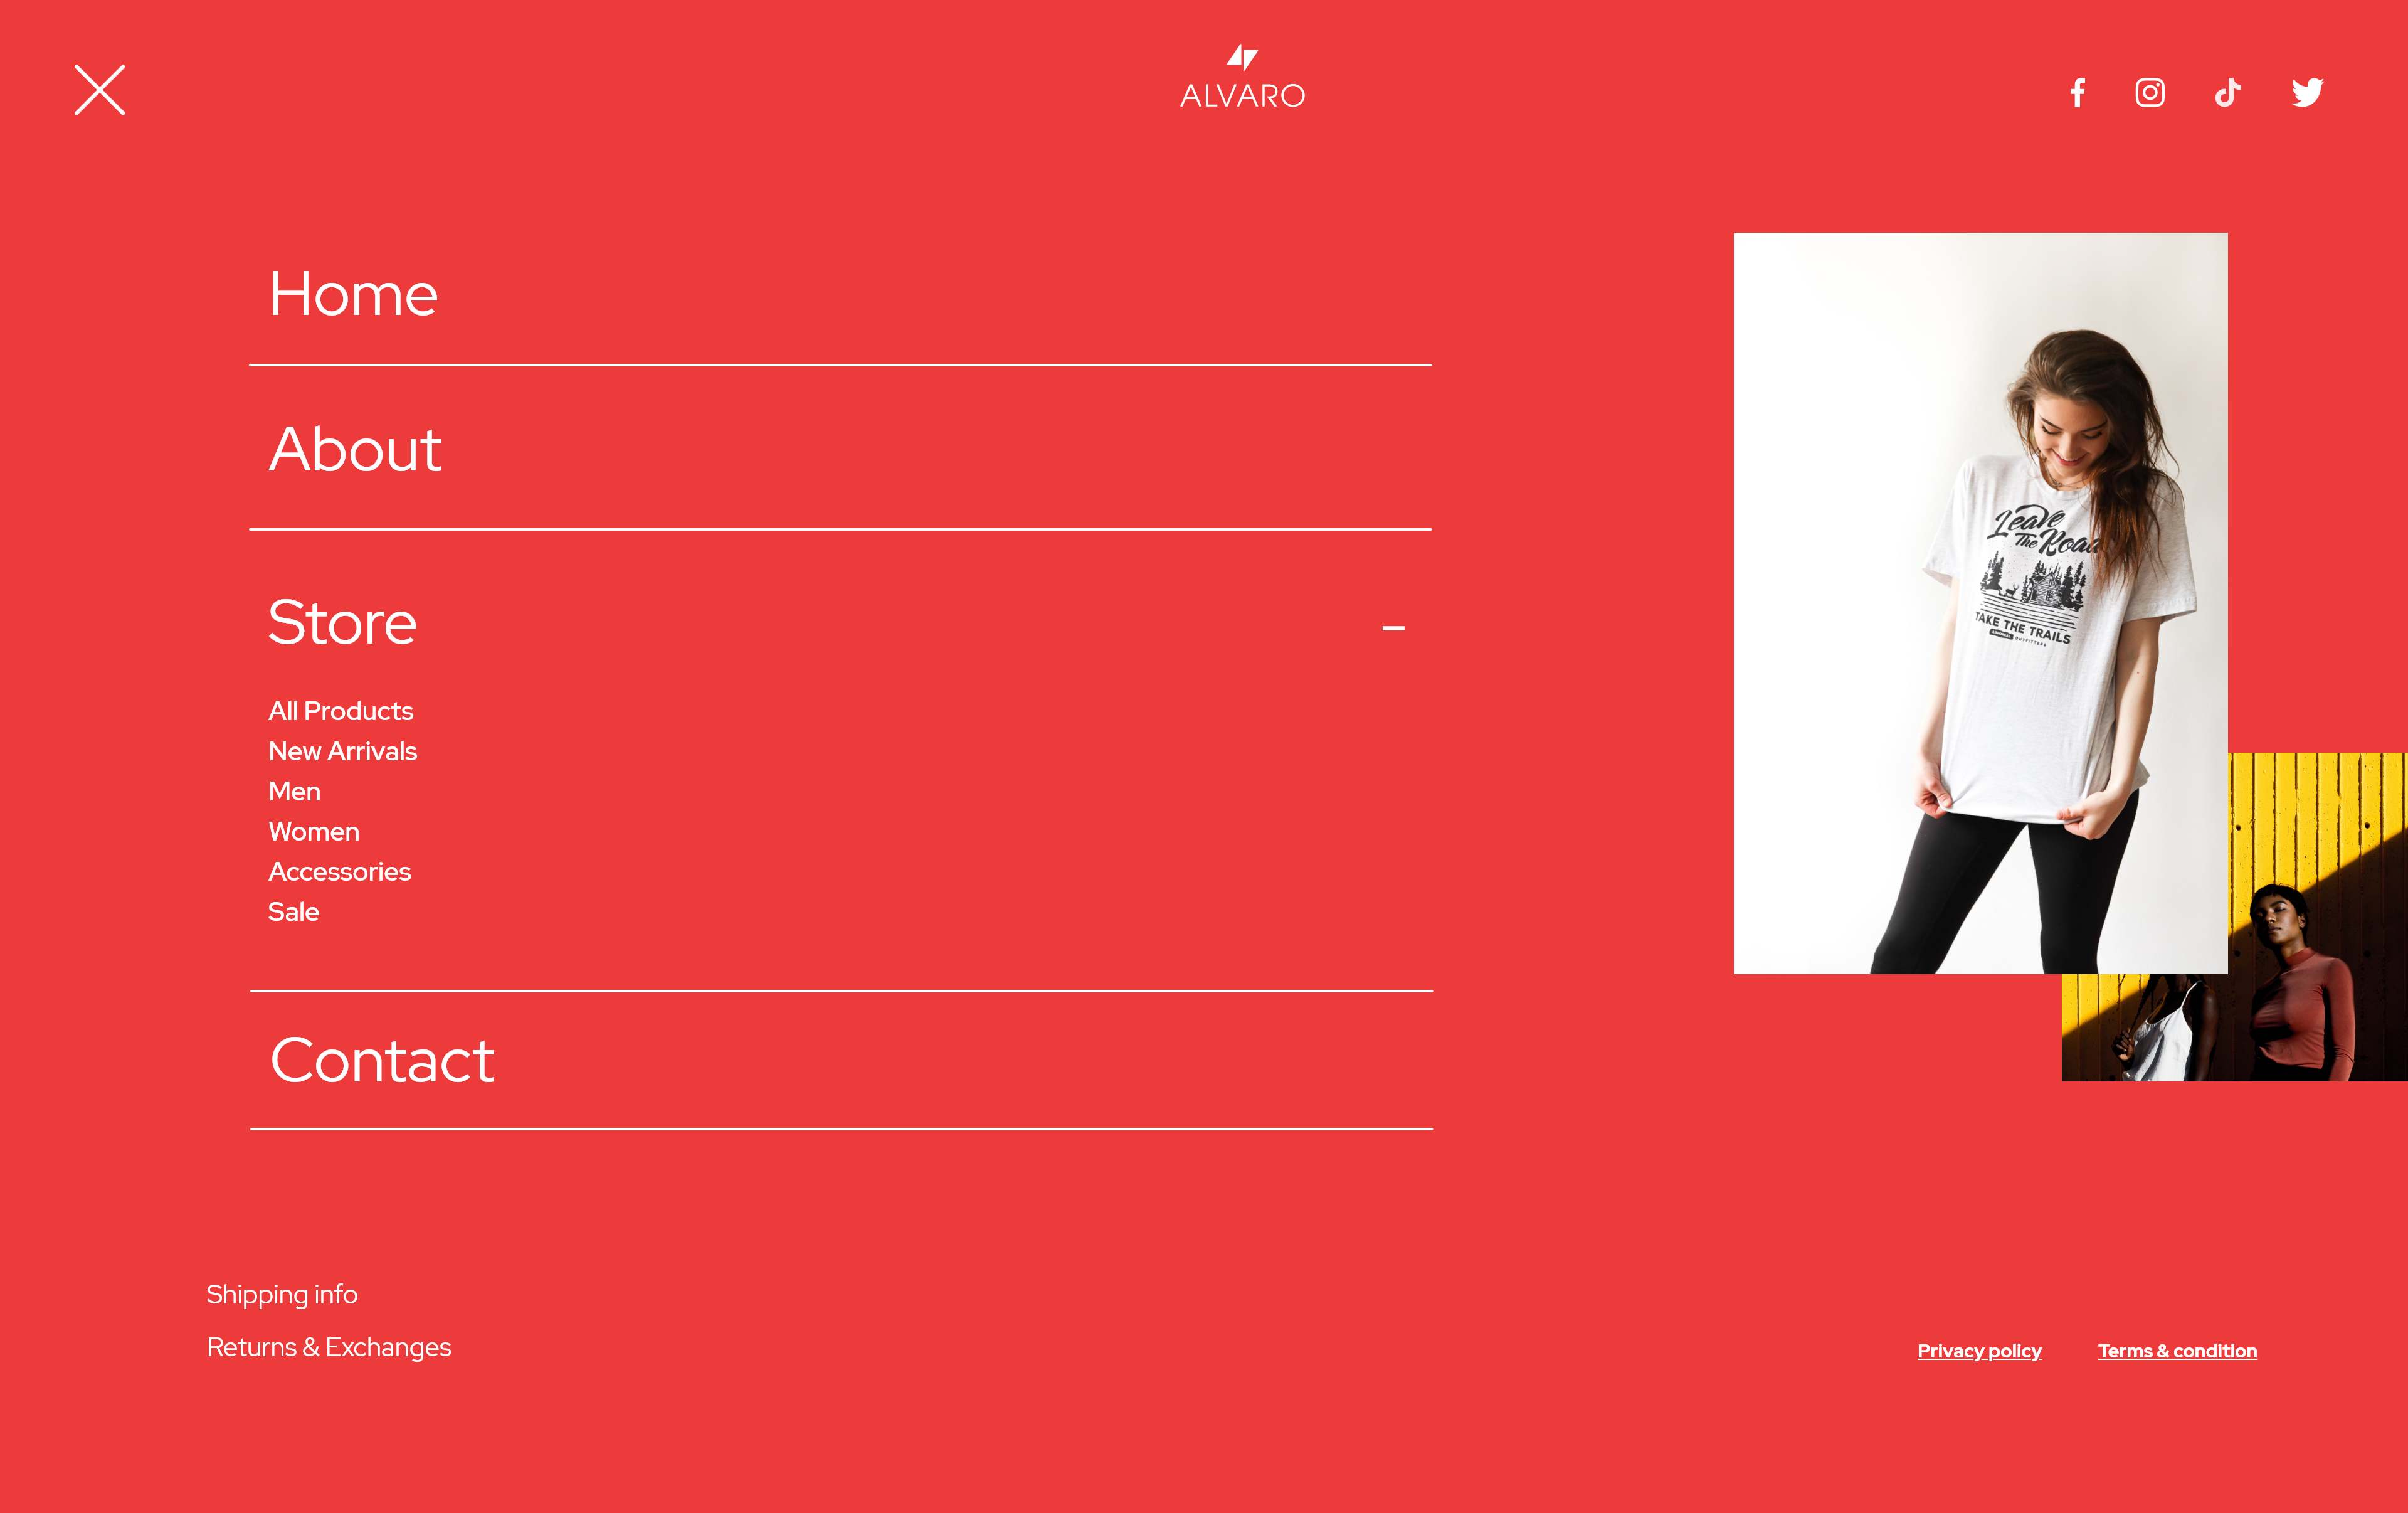 ALVARO
Home
About
Store
All Products
New Arrivals
Men
Women
Accessories
Sale
Contact
Leave
The Road
TAKE THE TRAILS
OUTFITTERS
Shipping info
Returns & Exchanges
Privacy policy
Terms & condition